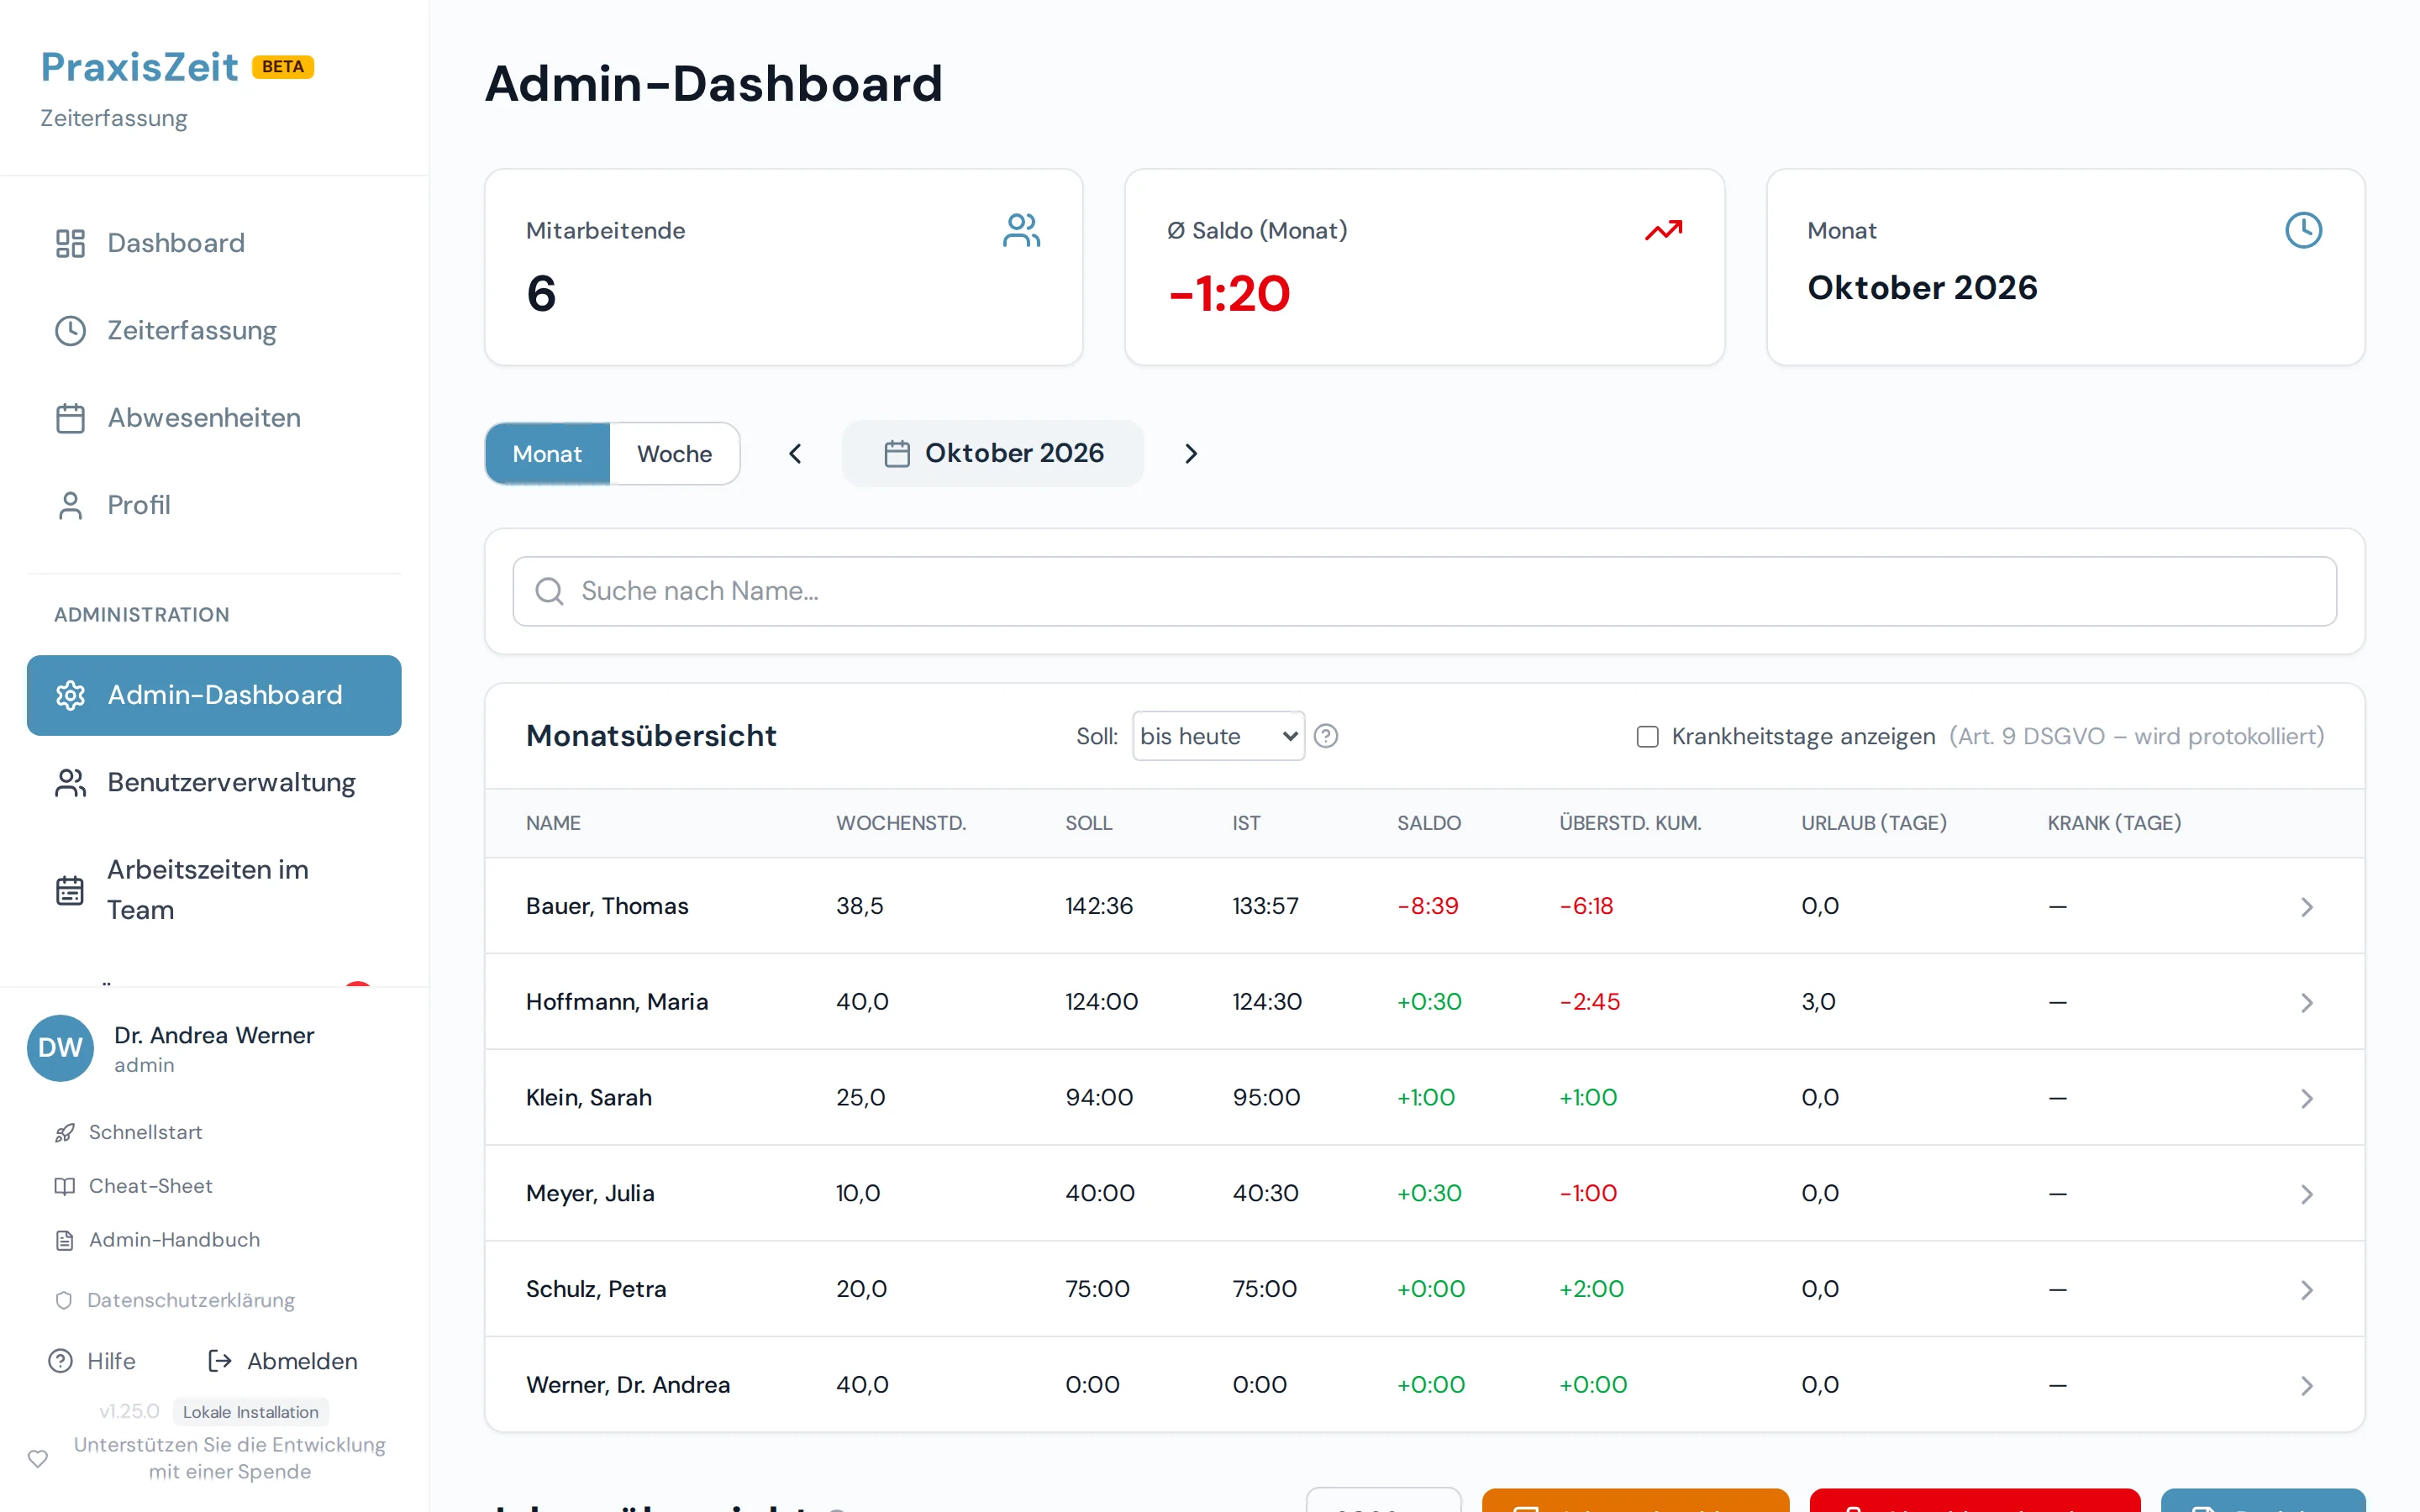 PraxisZeit BETA
Zeiterfassung
Dashboard
Zeiterfassung
Abwesenheiten
Profil
ADMINISTRATION
Admin-Dashboard
Benutzerverwaltung
Arbeitszeiten im
Team
DW
Dr. Andrea Werner
admin
Schnellstart
Cheat-Sheet
Admin-Handbuch
Datenschutzerklärung
Hilfe Abmelden
v1.25.0 Lokale Installation
Unterstützen Sie die Entwicklung
mit einer Spende
Admin-Dashboard
Mitarbeitende
6
Ø Saldo (Monat)
-1:20
Monat
Oktober 2026
Monat Woche Oktober 2026
Suche nach Name...
Monatsübersicht Soll: bis heute Krankheitstage anzeigen (Art. 9 DSGVO – wird protokolliert)
NAME WOCHENSTD. SOLL IST SALDO ÜBERSTD. KUM. URLAUB (TAGE) KRANK (TAGE)
Bauer, Thomas 38,5 142:36 133:57 -8:39 -6:18 0,0 —
Hoffmann, Maria 40,0 124:00 124:30 +0:30 -2:45 3,0 —
Klein, Sarah 25,0 94:00 95:00 +1:00 +1:00 0,0 —
Meyer, Julia 10,0 40:00 40:30 +0:30 -1:00 0,0 —
Schulz, Petra 20,0 75:00 75:00 +0:00 +2:00 0,0 —
Werner, Dr. Andrea 40,0 0:00 0:00 +0:00 +0:00 0,0 —